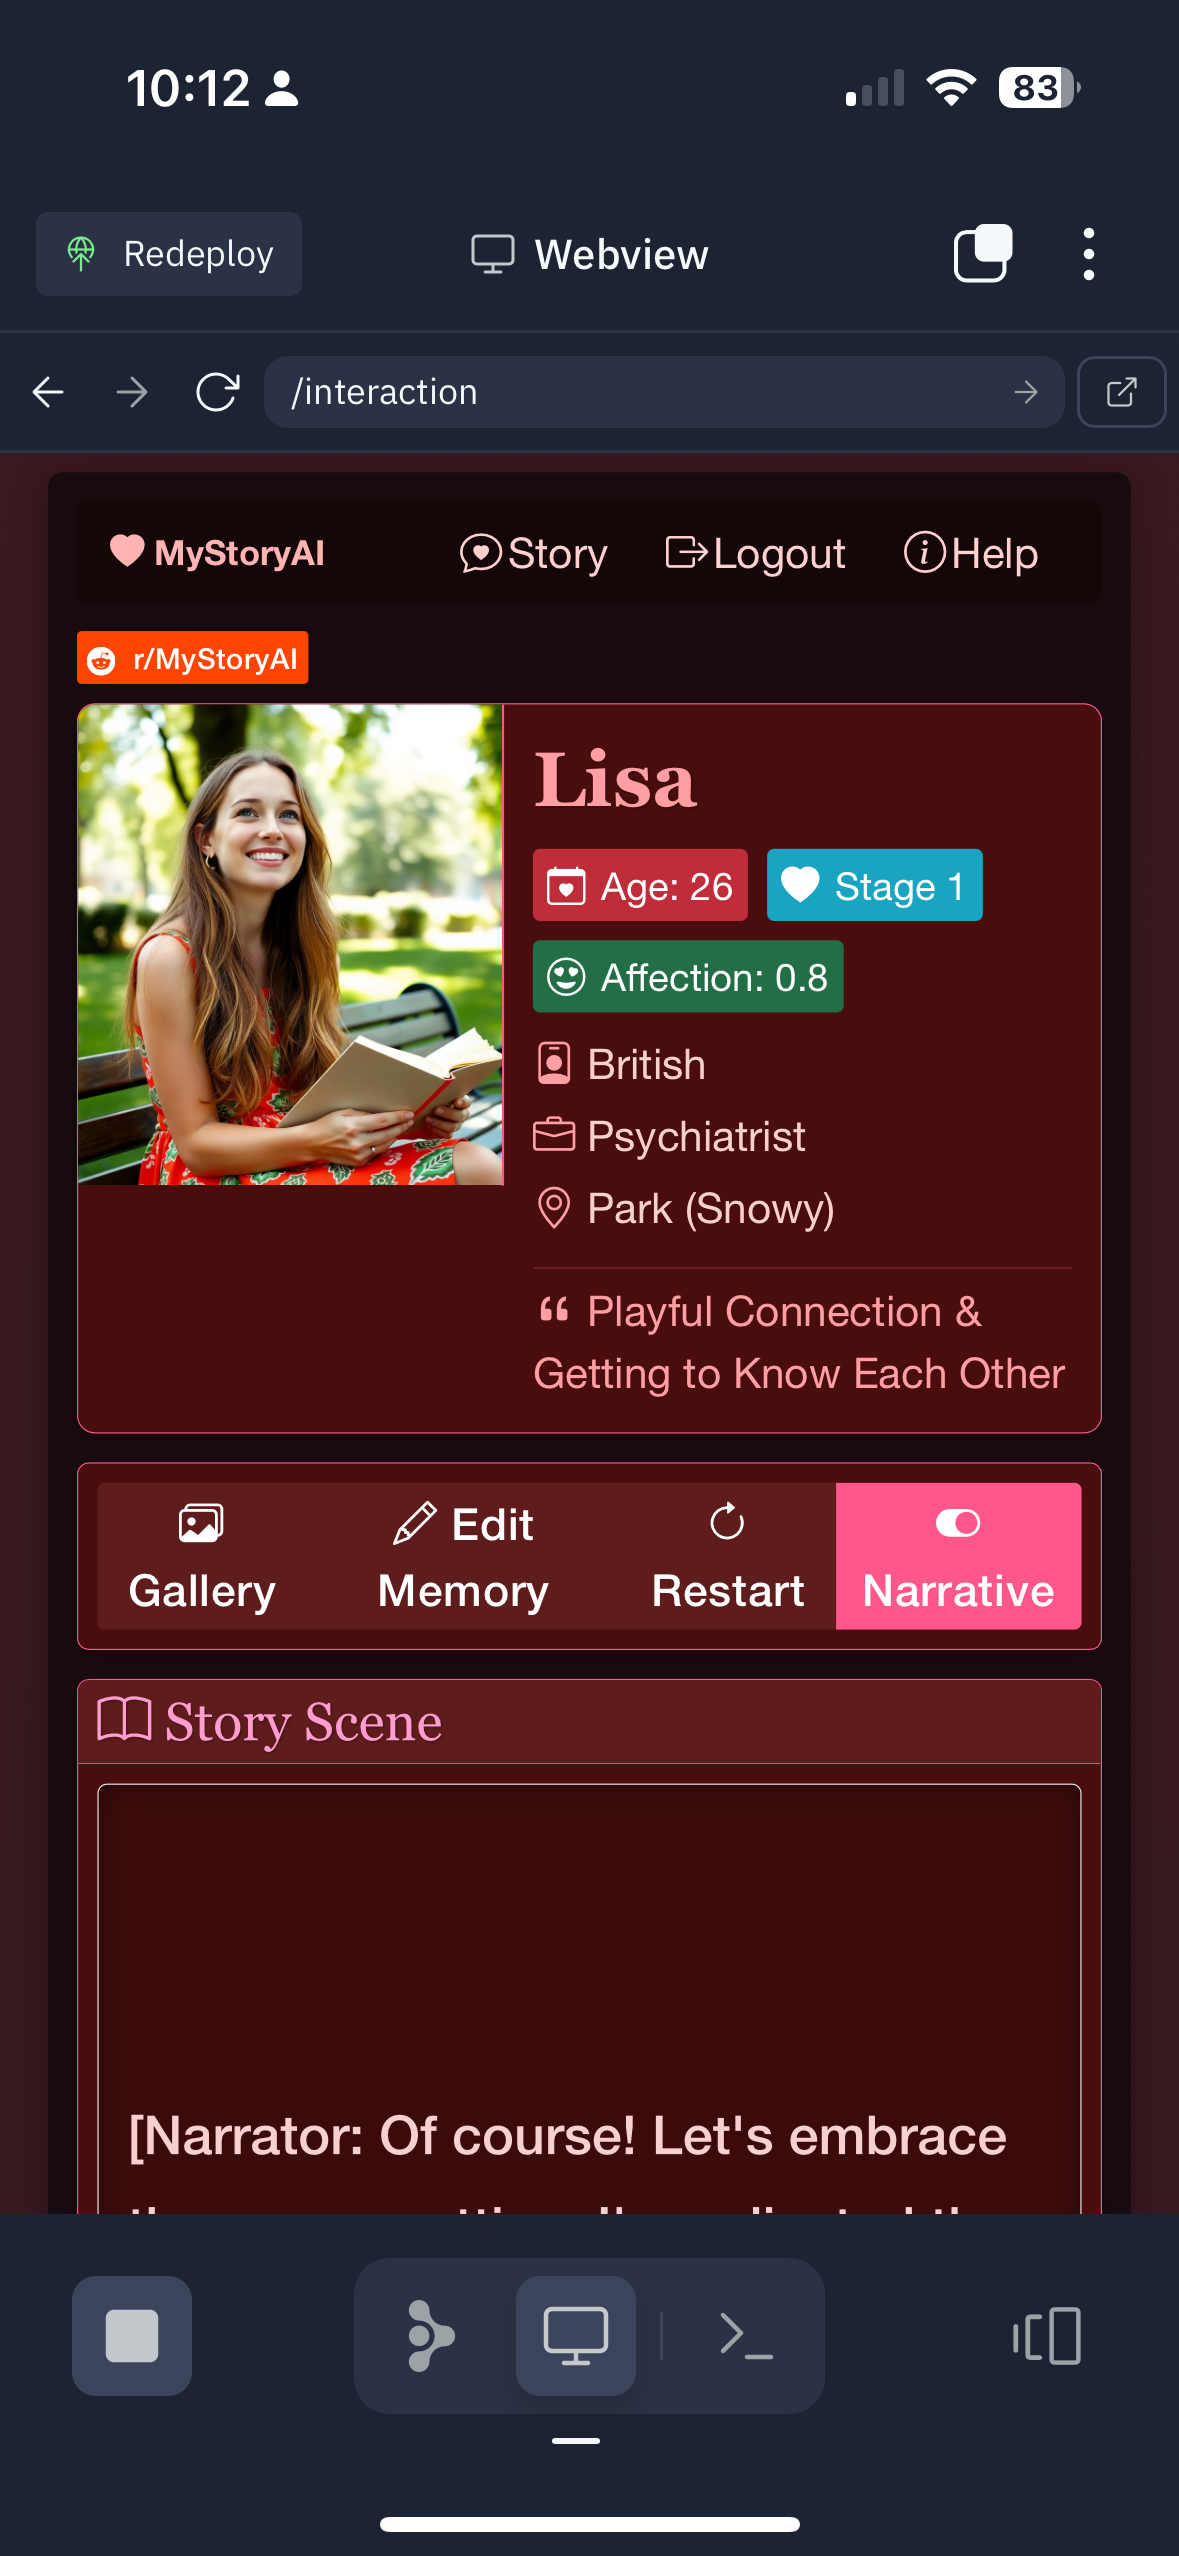 10:12
83
Redeploy
Webview
/interaction
MyStoryAI
Story
Logout
Help
r/MyStoryAI
Lisa
Age: 26
Stage 1
Affection: 0.8
British
Psychiatrist
Park (Snowy)
Playful Connection &
Getting to Know Each Other
Gallery
Edit
Memory
Restart
Narrative
Story Scene
[Narrator: Of course! Let's embrace